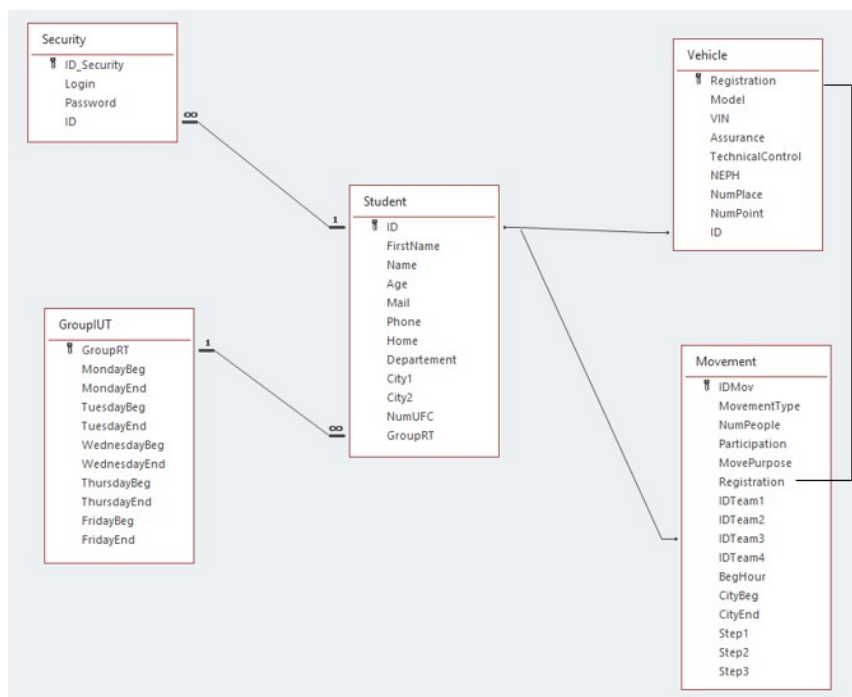 Security
ID_Security
Login
Password
ID
∞
1
Student
ID
FirstName
Name
Age
Mail
Phone
Home
Departement
City1
City2
NumUFC
GroupRT
GroupIUT
GroupRT
MondayBeg
MondayEnd
TuesdayBeg
TuesdayEnd
WednesdayBeg
WednesdayEnd
ThursdayBeg
ThursdayEnd
FridayBeg
FridayEnd
1
∞
Vehicle
Registration
Model
VIN
Assurance
TechnicalControl
NEPH
NumPlace
NumPoint
ID
Movement
IDMov
MovementType
NumPeople
Participation
MovePurpose
Registration
IDTeam1
IDTeam2
IDTeam3
IDTeam4
BegHour
CityBeg
CityEnd
Step1
Step2
Step3